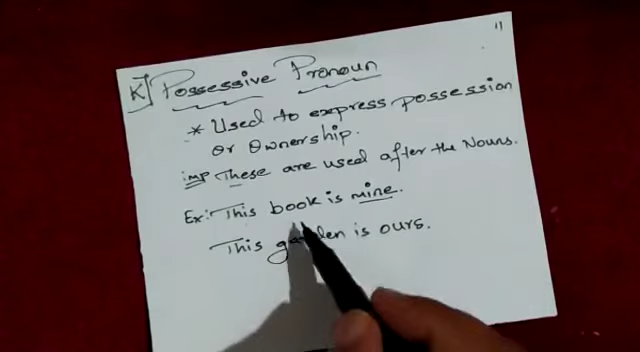 11
K] Possessive Pronoun
* Used to express possession
or Ownership.
imp These are used after the Nouns.
Ex: This book is mine.
This garden is ours.